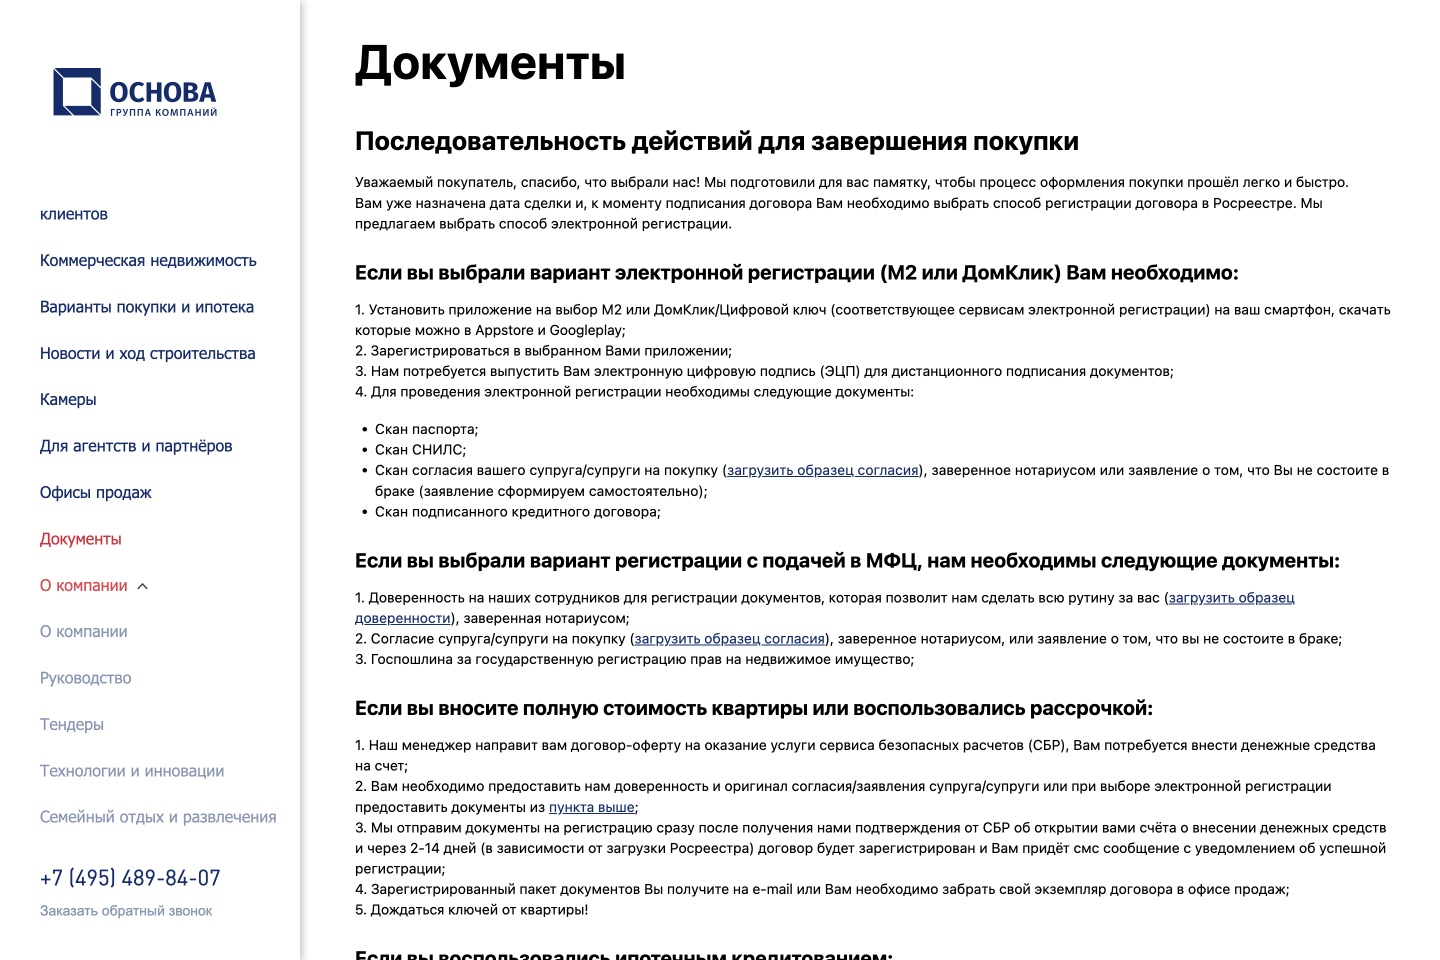 ОСНОВА
ГРУППА КОМПАНИЙ
клиентов
Коммерческая недвижимость
Варианты покупки и ипотека
Новости и ход строительства
Камеры
Для агентств и партнёров
Офисы продаж
Документы
О компании
О компании
Руководство
Тендеры
Технологии и инновации
Семейный отдых и развлечения
+7 (495) 489-84-07
Заказать обратный звонок
Документы
Последовательность действий для завершения покупки
Уважаемый покупатель, спасибо, что выбрали нас! Мы подготовили для вас памятку, чтобы процесс оформления покупки прошёл легко и быстро.
Вам уже назначена дата сделки и, к моменту подписания договора Вам необходимо выбрать способ регистрации договора в Росреестре. Мы
предлагаем выбрать способ электронной регистрации.
Если вы выбрали вариант электронной регистрации (М2 или ДомКлик) Вам необходимо:
1. Установить приложение на выбор М2 или ДомКлик/Цифровой ключ (соответствующее сервисам электронной регистрации) на ваш смартфон, скачать
которые можно в Appstore и Googleplay;
2. Зарегистрироваться в выбранном Вами приложении;
3. Нам потребуется выпустить Вам электронную цифровую подпись (ЭЦП) для дистанционного подписания документов;
4. Для проведения электронной регистрации необходимы следующие документы:
• Скан паспорта;
• Скан СНИЛС;
• Скан согласия вашего супруга/супруги на покупку (загрузить образец согласия), заверенное нотариусом или заявление о том, что Вы не состоите в
браке (заявление сформируем самостоятельно);
• Скан подписанного кредитного договора;
Если вы выбрали вариант регистрации с подачей в МФЦ, нам необходимы следующие документы:
1. Доверенность на наших сотрудников для регистрации документов, которая позволит нам сделать всю рутину за вас (загрузить образец
доверенности), заверенная нотариусом;
2. Согласие супруга/супруги на покупку (загрузить образец согласия), заверенное нотариусом, или заявление о том, что вы не состоите в браке;
3. Госпошлина за государственную регистрацию прав на недвижимое имущество;
Если вы вносите полную стоимость квартиры или воспользовались рассрочкой:
1. Наш менеджер направит вам договор-оферту на оказание услуги сервиса безопасных расчетов (СБР), Вам потребуется внести денежные средства
на счет;
2. Вам необходимо предоставить нам доверенность и оригинал согласия/заявления супруга/супруги или при выборе электронной регистрации
предоставить документы из пункта выше;
3. Мы отправим документы на регистрацию сразу после получения нами подтверждения от СБР об открытии вами счёта о внесении денежных средств
и через 2-14 дней (в зависимости от загрузки Росреестра) договор будет зарегистрирован и Вам придёт смс сообщение с уведомлением об успешной
регистрации;
4. Зарегистрированный пакет документов Вы получите на e-mail или Вам необходимо забрать свой экземпляр договора в офисе продаж;
5. Дождаться ключей от квартиры!
Если вы воспользовались ипотечным кредитованием: